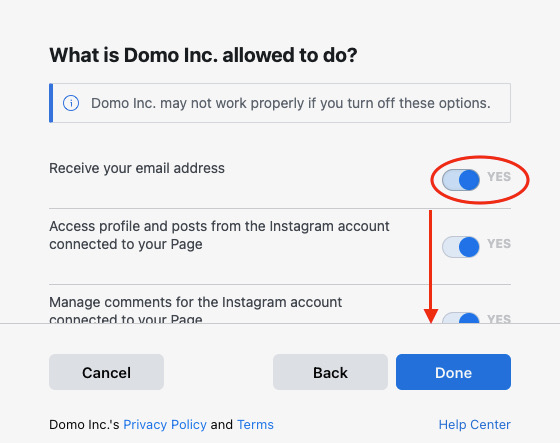 What is Domo Inc. allowed to do?
Domo Inc. may not work properly if you turn off these options.
Receive your email address
YES
Access profile and posts from the Instagram account
connected to your Page
YES
Manage comments for the Instagram account
connected to your Page
YES
Cancel
Back
Done
Domo Inc.'s Privacy Policy and Terms
Help Center